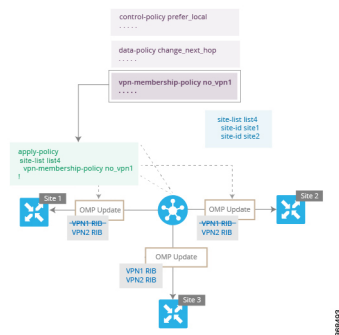 control-policy prefer_local
. . . . .
data-policy change_next_hop
. . . . .
vpn-membership-policy no_vpn1
. . . . .
site-list list4
site-id site1
site-id site2
apply-policy
site-list list4
vpn-membership-policy no_vpn1
!
Site 1
OMP Update
VPN1 RIB
VPN2 RIB
OMP Update
VPN1 RIB
VPN2 RIB
Site 2
OMP Update
VPN1 RIB
VPN2 RIB
Site 3
368493